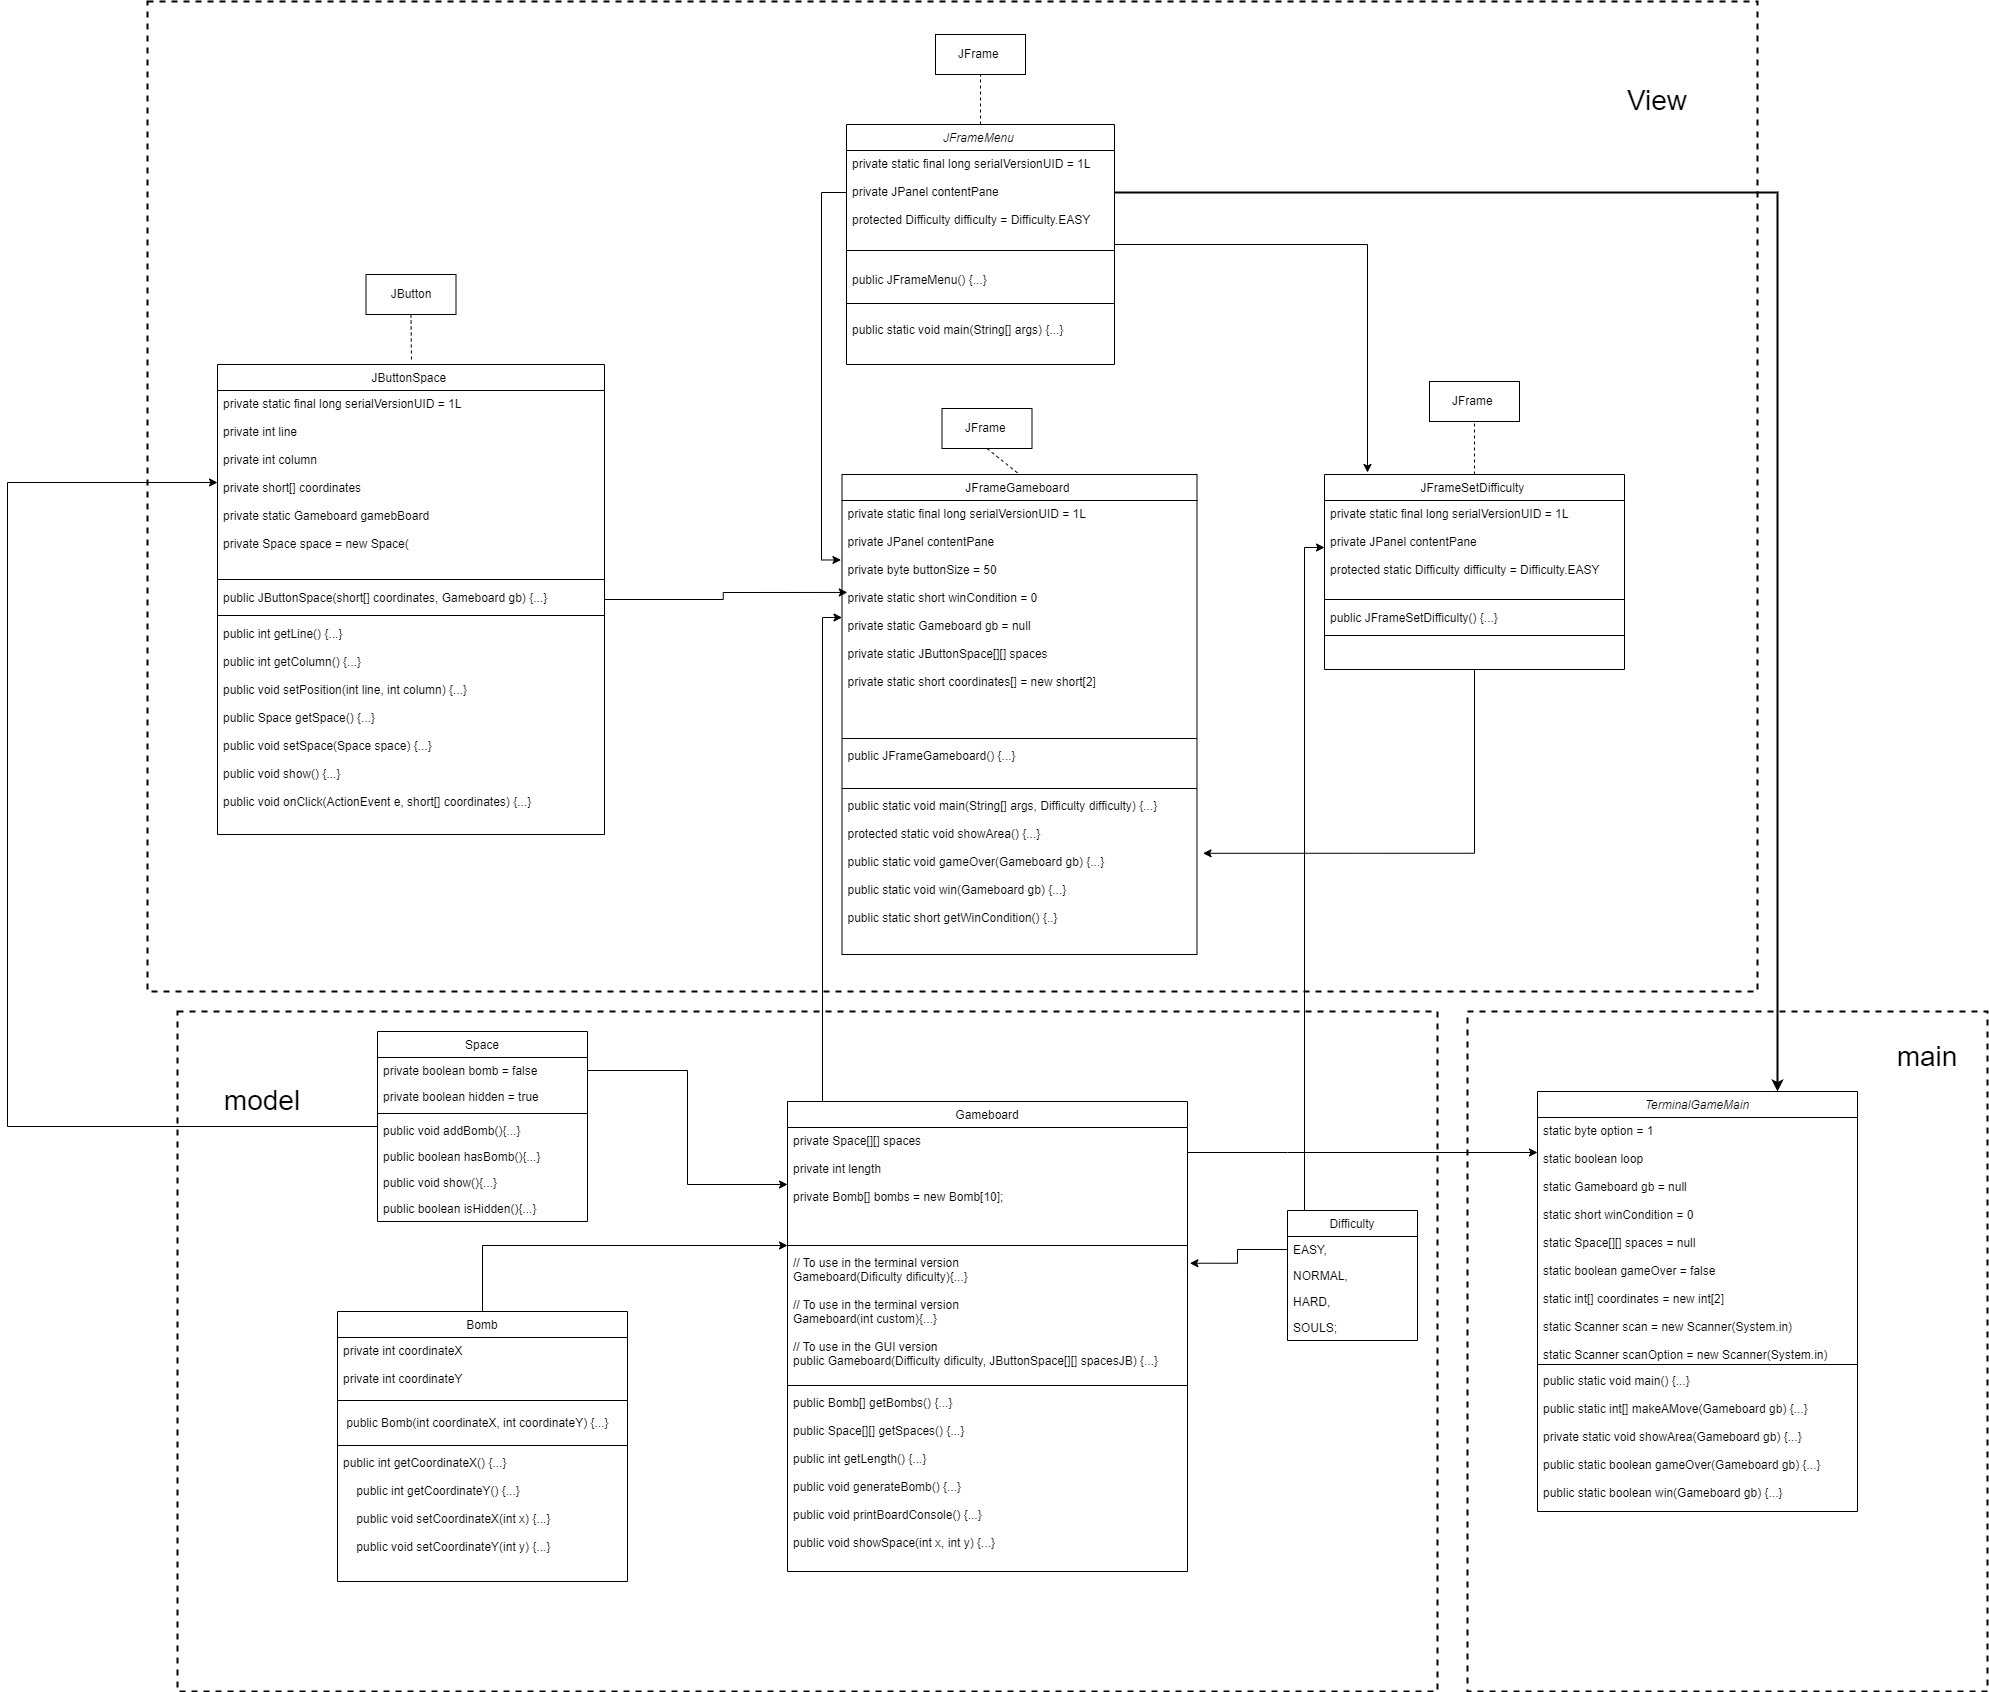 View
JFrame
JFrameMenu
private static final long serialVersionUID = 1L
private JPanel contentPane
protected Difficulty difficulty = Difficulty.EASY
public JFrameMenu() {...}
public static void main(String[] args) {...}
JButton
JButtonSpace
private static final long serialVersionUID = 1L
private int line
private int column
private short[] coordinates
private static Gameboard gamebBoard
private Space space = new Space(
public JButtonSpace(short[] coordinates, Gameboard gb) {...}
public int getLine() {...}
public int getColumn() {...}
public void setPosition(int line, int column) {...}
public Space getSpace() {...}
public void setSpace(Space space) {...}
public void show() {...}
public void onClick(ActionEvent e, short[] coordinates) {...}
JFrame
JFrameGameboard
private static final long serialVersionUID = 1L
private JPanel contentPane
private byte buttonSize = 50
private static short winCondition = 0
private static Gameboard gb = null
private static JButtonSpace[][] spaces
private static short coordinates[] = new short[2]
public JFrameGameboard() {...}
public static void main(String[] args, Difficulty difficulty) {...}
protected static void showArea() {...}
public static void gameOver(Gameboard gb) {...}
public static void win(Gameboard gb) {...}
public static short getWinCondition() {..}
JFrame
JFrameSetDifficulty
private static final long serialVersionUID = 1L
private JPanel contentPane
protected static Difficulty difficulty = Difficulty.EASY
public JFrameSetDifficulty() {...}
model
Space
private boolean bomb = false
private boolean hidden = true
public void addBomb(){...}
public boolean hasBomb(){...}
public void show(){...}
public boolean isHidden(){...}
Bomb
private int coordinateX
private int coordinateY
public Bomb(int coordinateX, int coordinateY) {...}
public int getCoordinateX() {...}
public int getCoordinateY() {...}
public void setCoordinateX(int x) {...}
public void setCoordinateY(int y) {...}
Gameboard
private Space[][] spaces
private int length
private Bomb[] bombs = new Bomb[10];
// To use in the terminal version
Gameboard(Dificulty dificulty){...}
// To use in the terminal version
Gameboard(int custom){...}
// To use in the GUI version
public Gameboard(Difficulty dificulty, JButtonSpace[][] spacesJB) {...}
public Bomb[] getBombs() {...}
public Space[][] getSpaces() {...}
public int getLength() {...}
public void generateBomb() {...}
public void printBoardConsole() {...}
public void showSpace(int x, int y) {...}
Difficulty
EASY,
NORMAL,
HARD,
SOULS;
main
TerminalGameMain
static byte option = 1
static boolean loop
static Gameboard gb = null
static short winCondition = 0
static Space[][] spaces = null
static boolean gameOver = false
static int[] coordinates = new int[2]
static Scanner scan = new Scanner(System.in)
static Scanner scanOption = new Scanner(System.in)
public static void main() {...}
public static int[] makeAMove(Gameboard gb) {...}
private static void showArea(Gameboard gb) {...}
public static boolean gameOver(Gameboard gb) {...}
public static boolean win(Gameboard gb) {...}